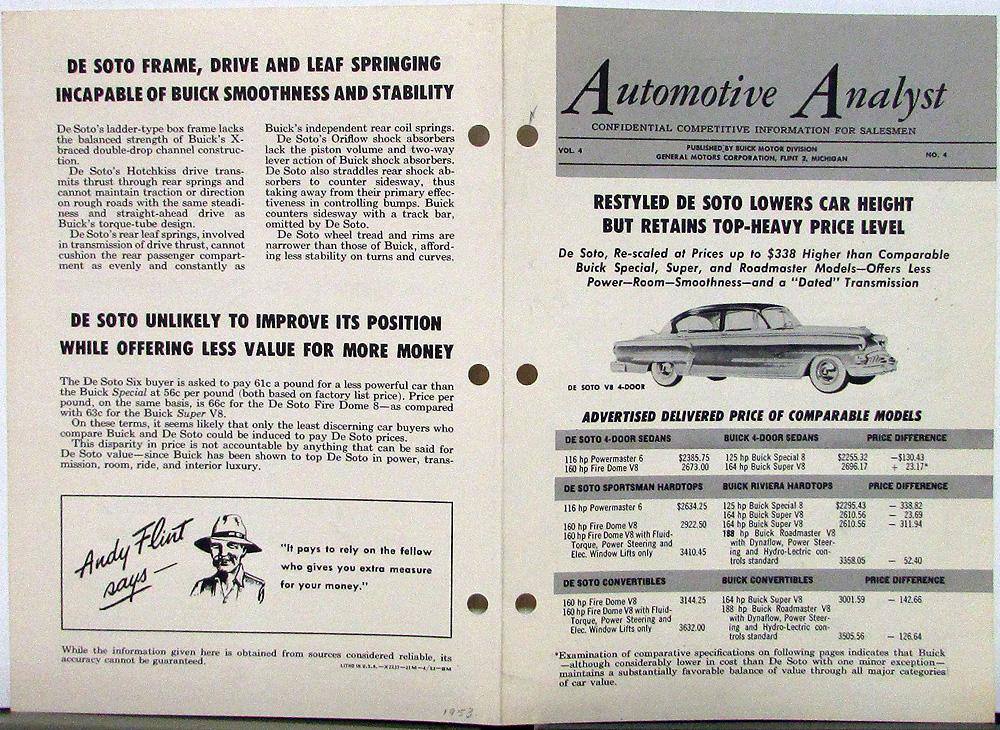 DE SOTO FRAME, DRIVE AND LEAF SPRINGING
INCAPABLE OF BUICK SMOOTHNESS AND STABILITY
De Soto's ladder-type box frame lacks
the balanced strength of Buick's X-
braced double-drop channel construc-
tion.
De Soto's Hotchkiss drive trans-
mits thrust through rear springs and
cannot maintain traction or direction
on rough roads with the same steadi-
ness and straight-ahead drive as
Buick's torque-tube design.
De Soto's rear leaf springs, involved
in transmission of drive thrust, cannot
cushion the rear passenger compart-
ment as evenly and constantly as
Buick's independent rear coil springs.
De Soto's Oriflow shock absorbers
lack the piston volume and two-way
lever action of Buick shock absorbers.
De Soto also straddles rear shock ab-
sorbers to counter sidesway, thus
taking away from their primary effec-
tiveness in controlling bumps. Buick
counters sidesway with a track bar,
omitted by De Soto.
De Soto wheel tread and rims are
narrower than those of Buick, afford-
ing less stability on turns and curves.
DE SOTO UNLIKELY TO IMPROVE ITS POSITION
WHILE OFFERING LESS VALUE FOR MORE MONEY
The De Soto Six buyer is asked to pay 61c a pound for a less powerful car than
the Buick Special at 56c per pound (both based on factory list price). Price per
pound, on the same basis, is 66c for the De Soto Fire Dome 8—as compared
with 63c for the Buick Super V8.
On these terms, it seems likely that only the least discerning car buyers who
compare Buick and De Soto could be induced to pay De Soto prices.
This disparity in price is not accountable by anything that can be said for
De Soto value—since Buick has been shown to top De Soto in power, trans-
mission, room, ride, and interior luxury.
Andy Flint
says—
"It pays to rely on the fellow
who gives you extra measure
for your money."
While the information given here is obtained from sources considered reliable, its
accuracy cannot be guaranteed.
1953
Automotive Analyst
CONFIDENTIAL COMPETITIVE INFORMATION FOR SALESMEN
VOL. 4
PUBLISHED BY BUICK MOTOR DIVISION
GENERAL MOTORS CORPORATION, FLINT 2, MICHIGAN
NO. 4
RESTYLED DE SOTO LOWERS CAR HEIGHT
BUT RETAINS TOP-HEAVY PRICE LEVEL
De Soto, Re-scaled at Prices up to $338 Higher than Comparable
Buick Special, Super, and Roadmaster Models—Offers Less
Power—Room—Smoothness—and a "Dated" Transmission
DE SOTO V8 4-DOOR
ADVERTISED DELIVERED PRICE OF COMPARABLE MODELS
DE SOTO 4-DOOR SEDANS BUICK 4-DOOR SEDANS PRICE DIFFERENCE
116 hp Powermaster 6 $2385.75 125 hp Buick Special 8 $2255.32 —$130.43
160 hp Fire Dome V8 2673.00 164 hp Buick Super V8 2696.17 + 23.17*
DE SOTO SPORTSMAN HARDTOPS BUICK RIVIERA HARDTOPS PRICE DIFFERENCE
116 hp Powermaster 6 $2634.25 125 hp Buick Special 8 $2295.43 — 338.82
164 hp Buick Super V8 2610.56 — 23.69
160 hp Fire Dome V8 2922.50 164 hp Buick Super V8 2610.56 — 311.94
160 hp Fire Dome V8 with Fluid- 188 hp Buick Roadmaster V8
Torque, Power Steering and with Dynaflow, Power Steer-
Elec. Window Lifts only 3410.45 ing and Hydro-Lectric con-
trols standard 3358.05 — 52.40
DE SOTO CONVERTIBLES BUICK CONVERTIBLES PRICE DIFFERENCE
160 hp Fire Dome V8 3144.25 164 hp Buick Super V8 3001.59 — 142.66
160 hp Fire Dome V8 with Fluid- 188 hp Buick Roadmaster V8
Torque, Power Steering and with Dynaflow, Power Steer-
Elec. Window Lifts only 3632.00 ing and Hydro-Lectric con-
trols standard 3505.56 — 126.64
*Examination of comparative specifications on following pages indicates that Buick
—although considerably lower in cost than De Soto with one minor exception—
maintains a substantially favorable balance of value through all major categories
of car value.